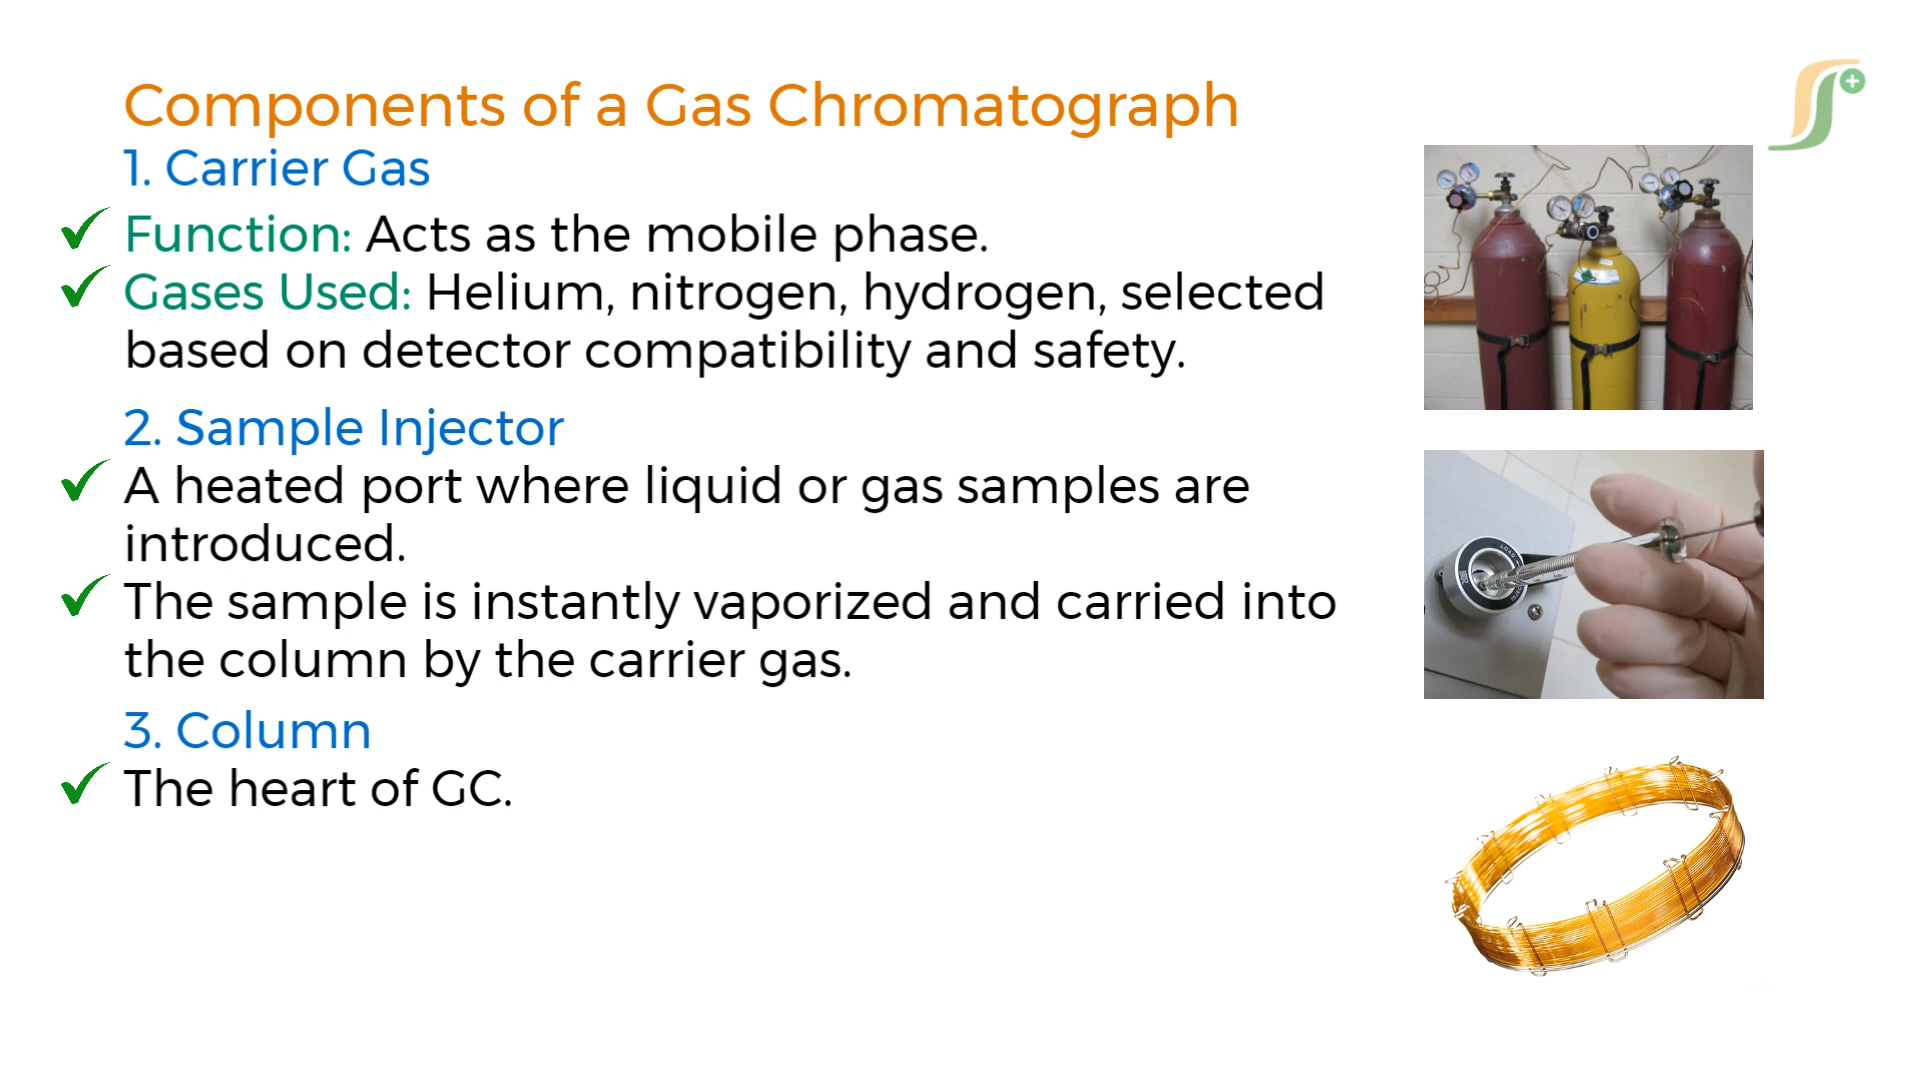 Components of a Gas Chromatograph
1. Carrier Gas
Function: Acts as the mobile phase.
Gases Used: Helium, nitrogen, hydrogen, selected
based on detector compatibility and safety.
2. Sample Injector
A heated port where liquid or gas samples are
introduced.
The sample is instantly vaporized and carried into
the column by the carrier gas.
3. Column
The heart of GC.
LOAD